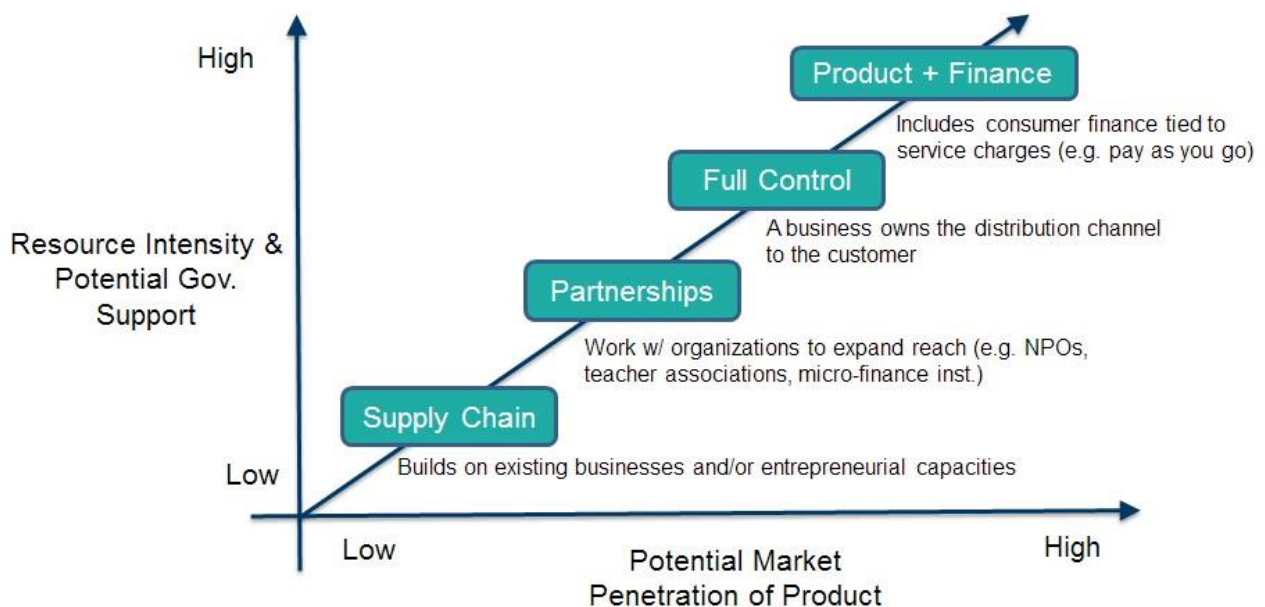 High
Product + Finance
Includes consumer finance tied to
service charges (e.g. pay as you go)
Full Control
A business owns the distribution channel
to the customer
Resource Intensity &
Potential Gov.
Support
Partnerships
Work w/ organizations to expand reach (e.g. NPOs,
teacher associations, micro-finance inst.)
Supply Chain
Builds on existing businesses and/or entrepreneurial capacities
Low
Low
High
Potential Market
Penetration of Product